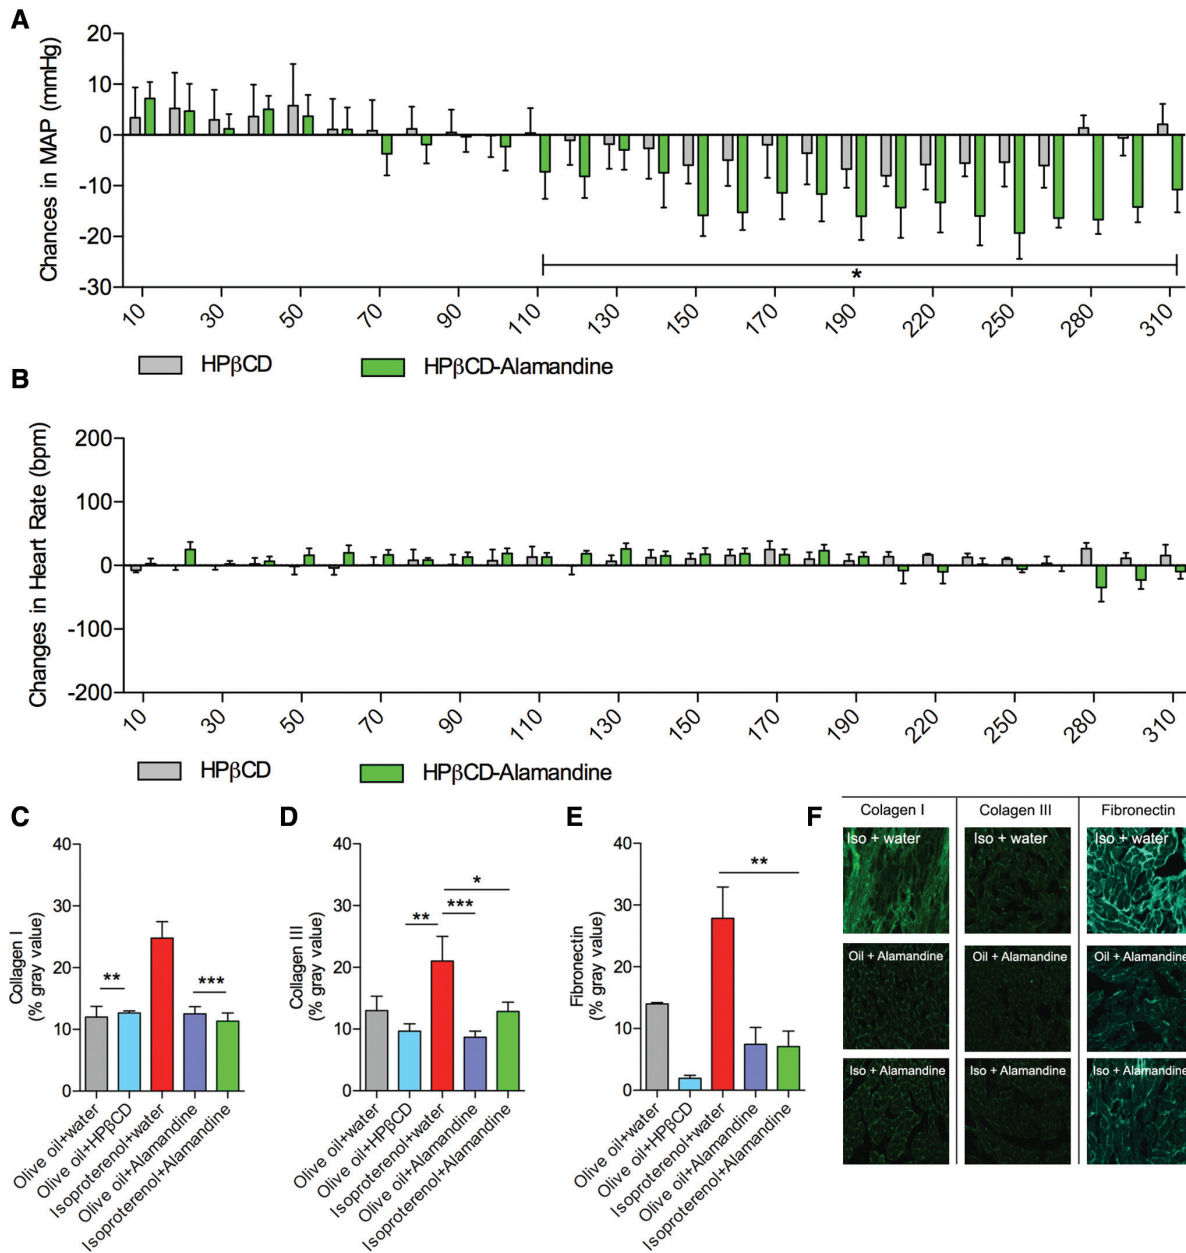 A
Chances in MAP (mmHg)
20
10
0
-10
-20
-30
*
10 30 50 70 90 110 130 150 170 190 220 250 280 310
HPβCD HPβCD-Alamandine
B
Changes in Heart Rate (bpm)
200
100
0
-100
-200
10 30 50 70 90 110 130 150 170 190 220 250 280 310
HPβCD HPβCD-Alamandine
C
Collagen I
(% gray value)
40
30
20
10
0
** ***
Olive oil+water
Olive oil+HPβCD
Isoproterenol+water
Olive oil+Alamandine
Isoproterenol+Alamandine
D
Collagen III
(% gray value)
40
30
20
10
0
*
** ***
Olive oil+water
Olive oil+HPβCD
Isoproterenol+water
Olive oil+Alamandine
Isoproterenol+Alamandine
E
Fibronectin
(% gray value)
40
30
20
10
0
**
Olive oil+water
Olive oil+HPβCD
Isoproterenol+water
Olive oil+Alamandine
Isoproterenol+Alamandine
F
Colagen I Colagen III Fibronectin
Iso + water Iso + water Iso + water
Oil + Alamandine Oil + Alamandine Oil + Alamandine
Iso + Alamandine Iso + Alamandine Iso + Alamandine